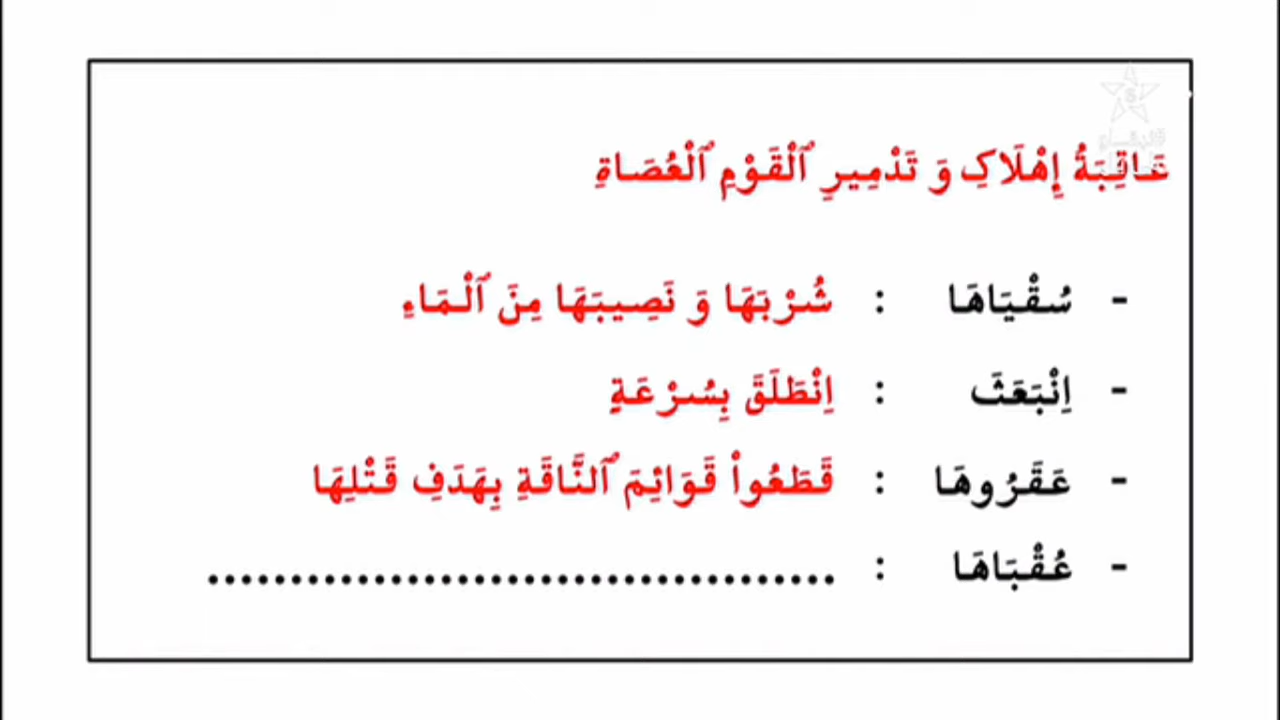 عَاقِبَةُ إِهْلَاكِ وَ تَدْمِيرِ ٱلْقَوْمِ ٱلْعُصَاةِ
- سُقْيَاهَا : شُرْبَهَا وَ نَصِيبَهَا مِنَ ٱلْمَاءِ
- اِنْبَعَثَ : اِنْطَلَقَ بِسُرْعَةٍ
- عَقَرُوهَا : قَطَعُواْ قَوَائِمَ ٱلنَّاقَةِ بِهَدَفِ قَتْلِهَا
- عُقْبَاهَا : ......................................